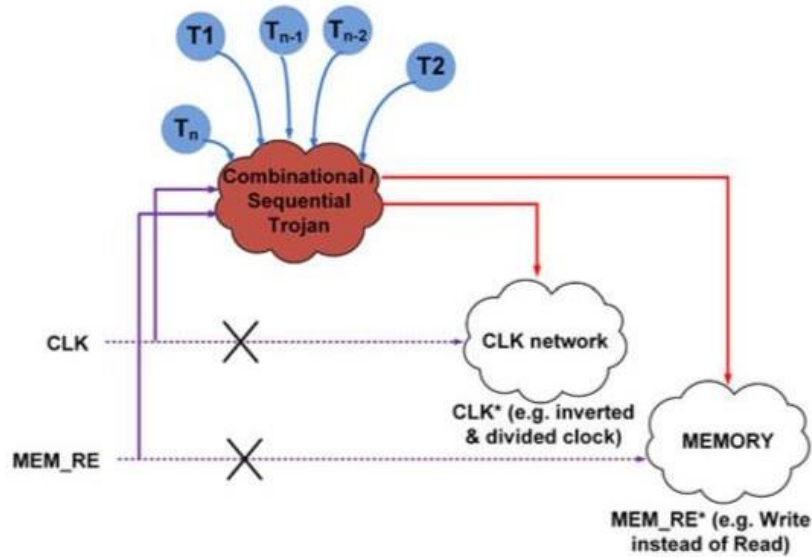 T1
Tn-1
Tn-2
T2
Tn
Combinational /
Sequential
Trojan
CLK
CLK network
CLK* (e.g. inverted
& divided clock)
MEM_RE
MEMORY
MEM_RE* (e.g. Write
instead of Read)